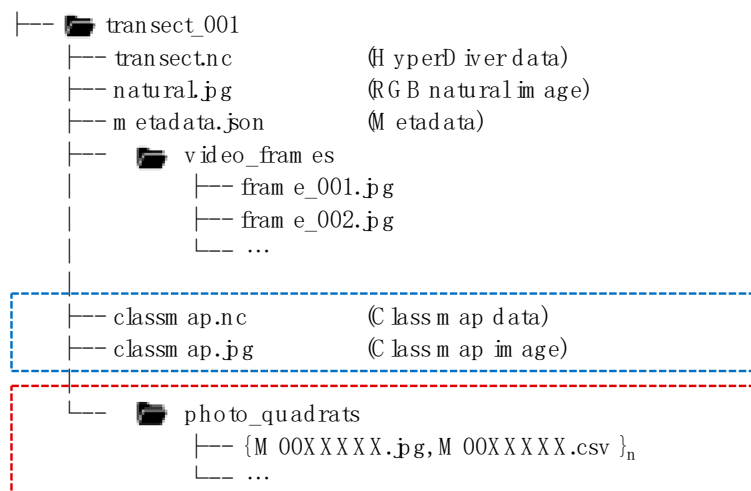 ├── transect_001
├── transect.nc (HyperDiver data)
├── natural.jpg (RGB natural image)
├── metadata.json (Metadata)
├── video_frames
├── frame_001.jpg
├── frame_002.jpg
└── ...
├── classmap.nc (Classmap data)
├── classmap.jpg (Classmap image)
└── photo_quadrats
├── {M00XXXXX.jpg, M00XXXXX.csv}n
└── ...